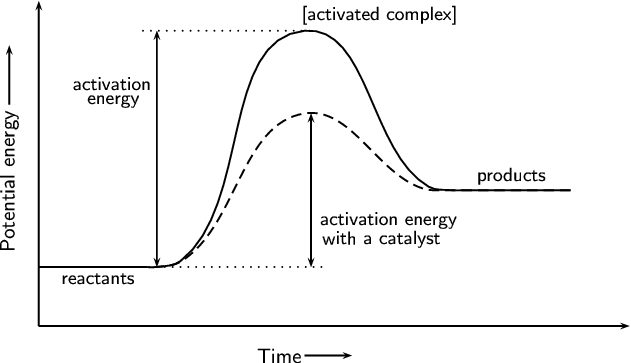 [activated complex]
activation
energy
Potential energy
products
activation energy
with a catalyst
reactants
Time